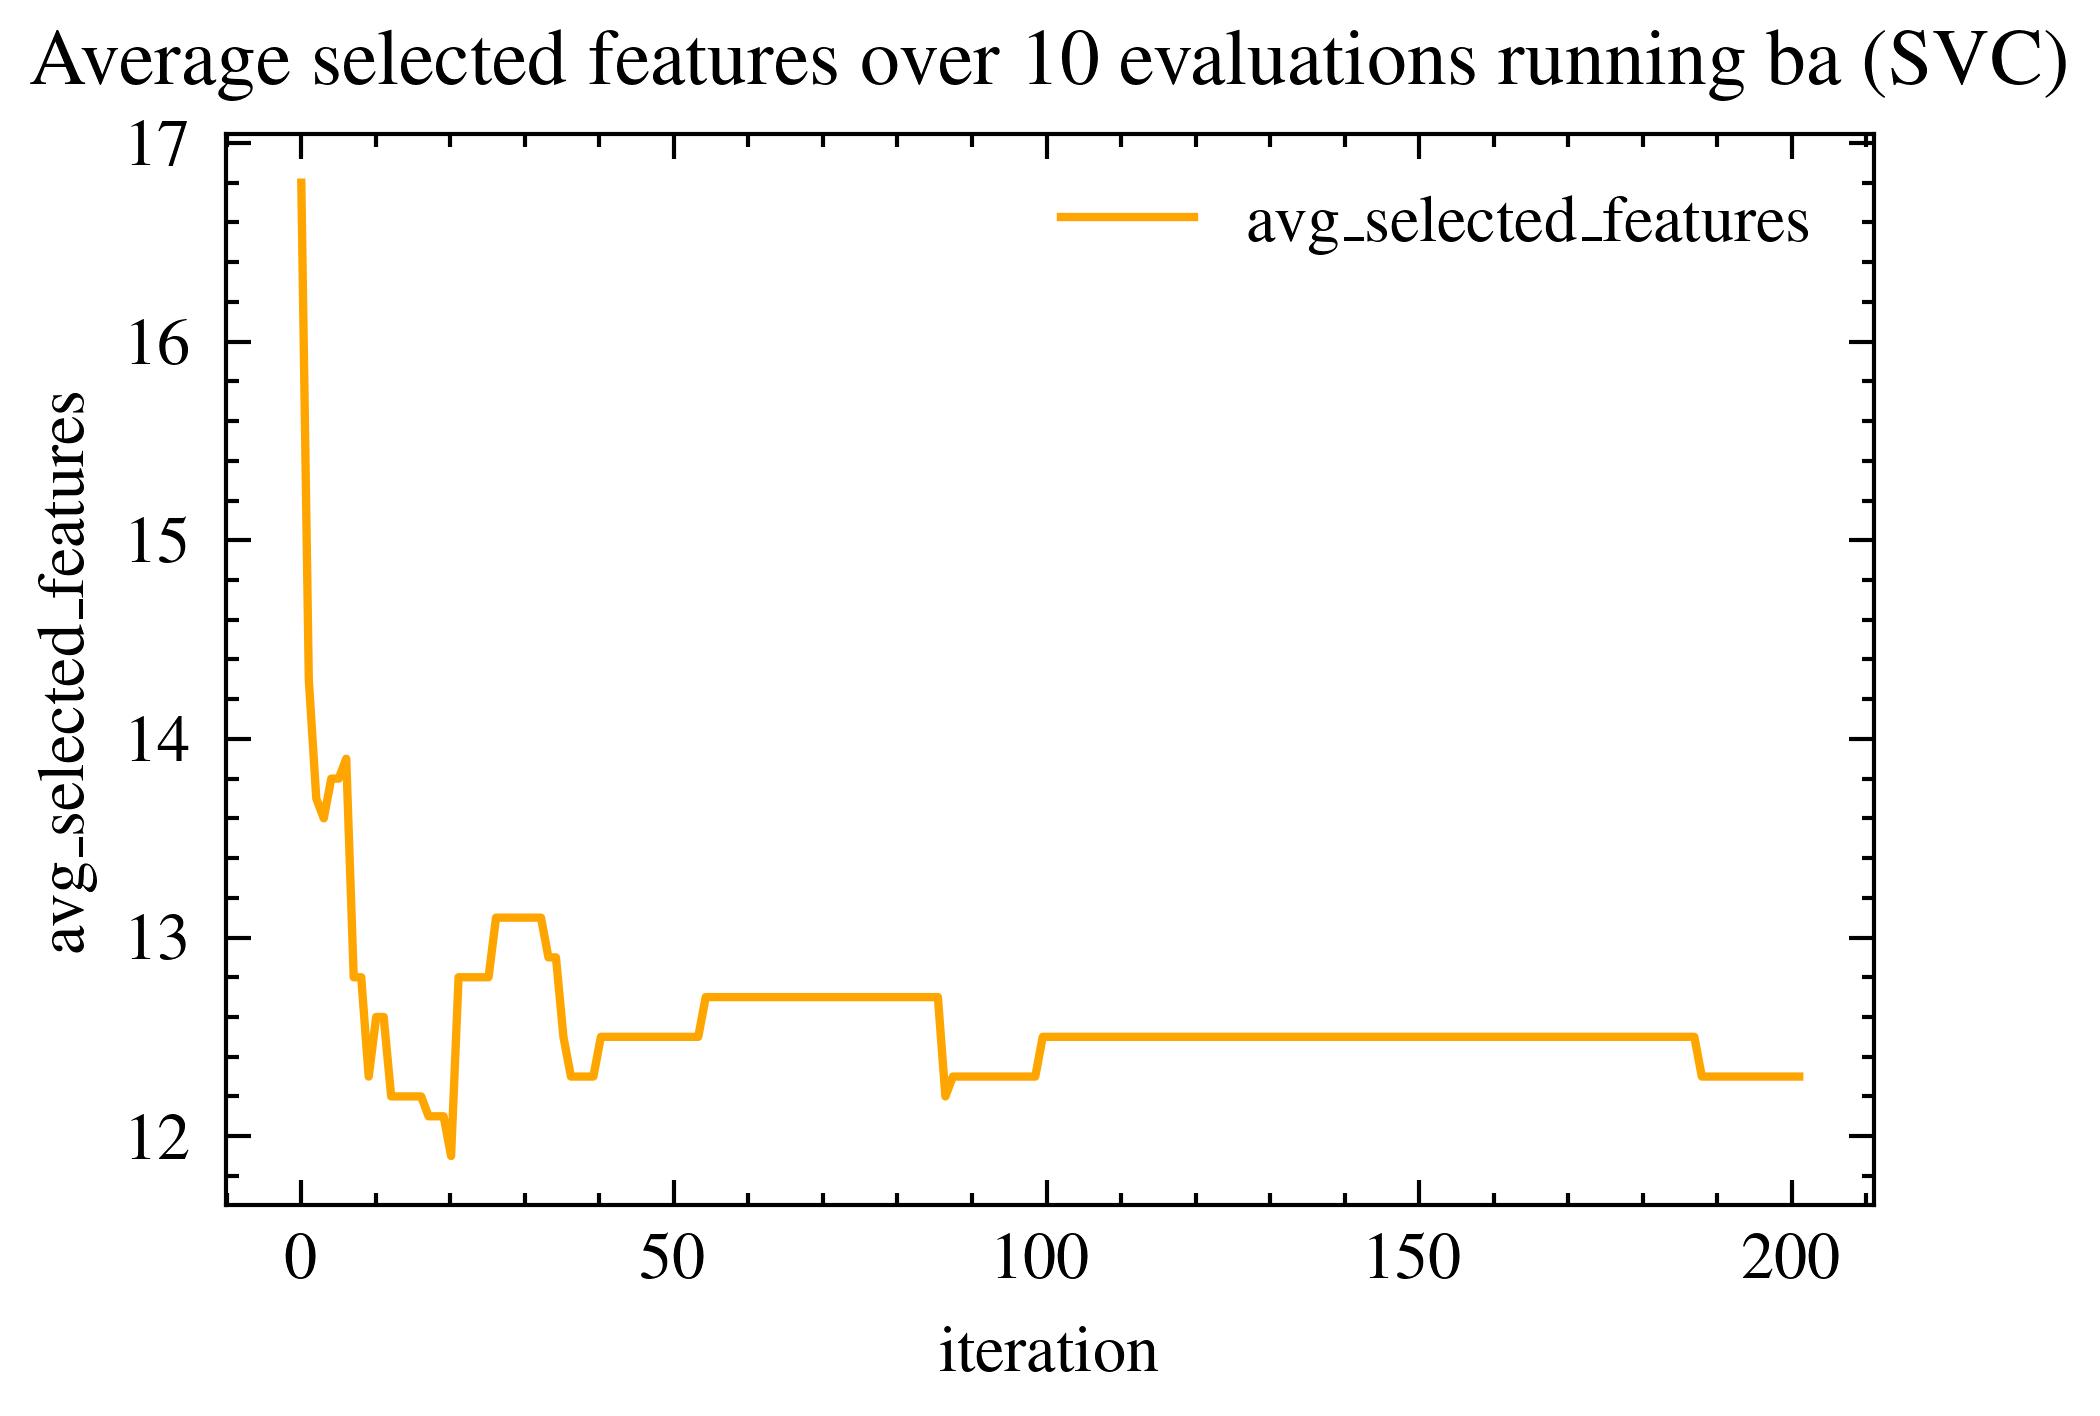 Average selected features over 10 evaluations running ba (SVC)
avg_selected_features
17
16
15
14
13
12
avg_selected_features
0 50 100 150 200
iteration